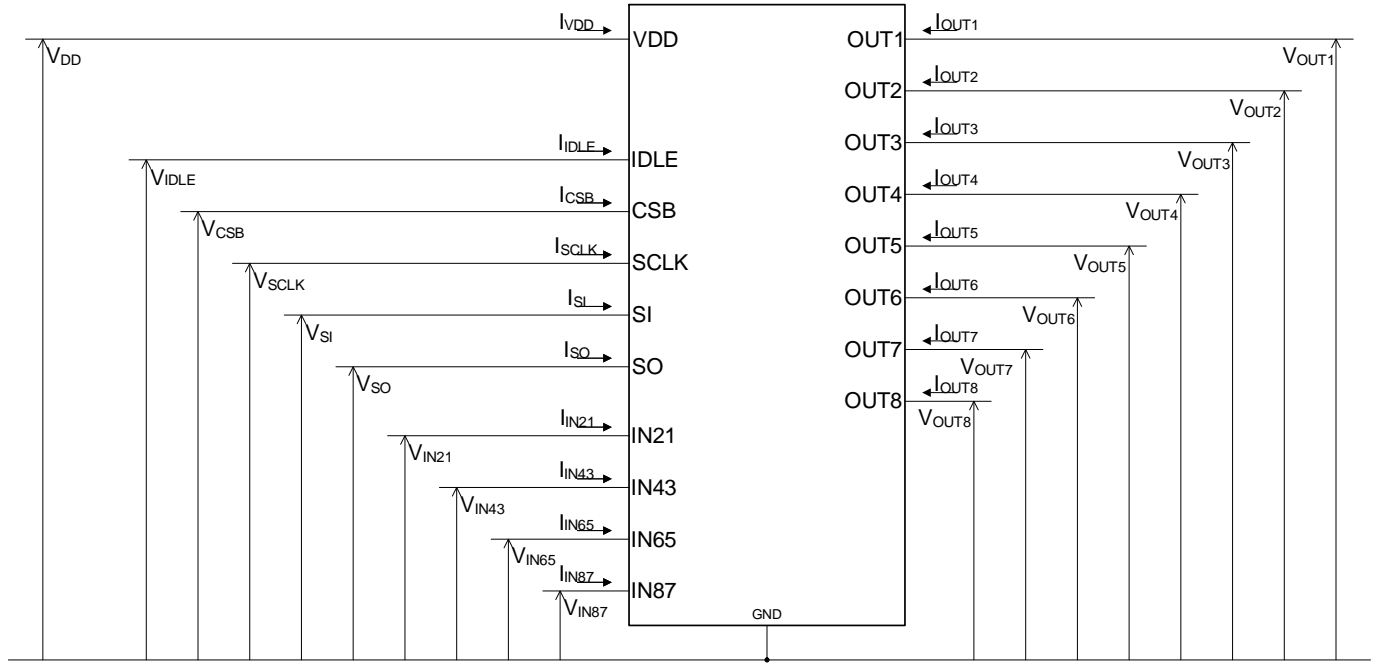 IVDD
VDD
OUT1
IOUT1
VDD
VOUT1
OUT2
IOUT2
VOUT2
IIDLE
IDLE
OUT3
IOUT3
VIDLE
VOUT3
ICSB
CSB
OUT4
IOUT4
VCSB
VOUT4
ISCLK
SCLK
OUT5
IOUT5
VSCLK
VOUT5
ISI
SI
OUT6
IOUT6
VSI
VOUT6
ISO
SO
OUT7
IOUT7
VSO
VOUT7
OUT8
IOUT8
VOUT8
IIN21
IN21
VIN21
IIN43
IN43
VIN43
IIN65
IN65
VIN65
IIN87
IN87
VIN87
GND